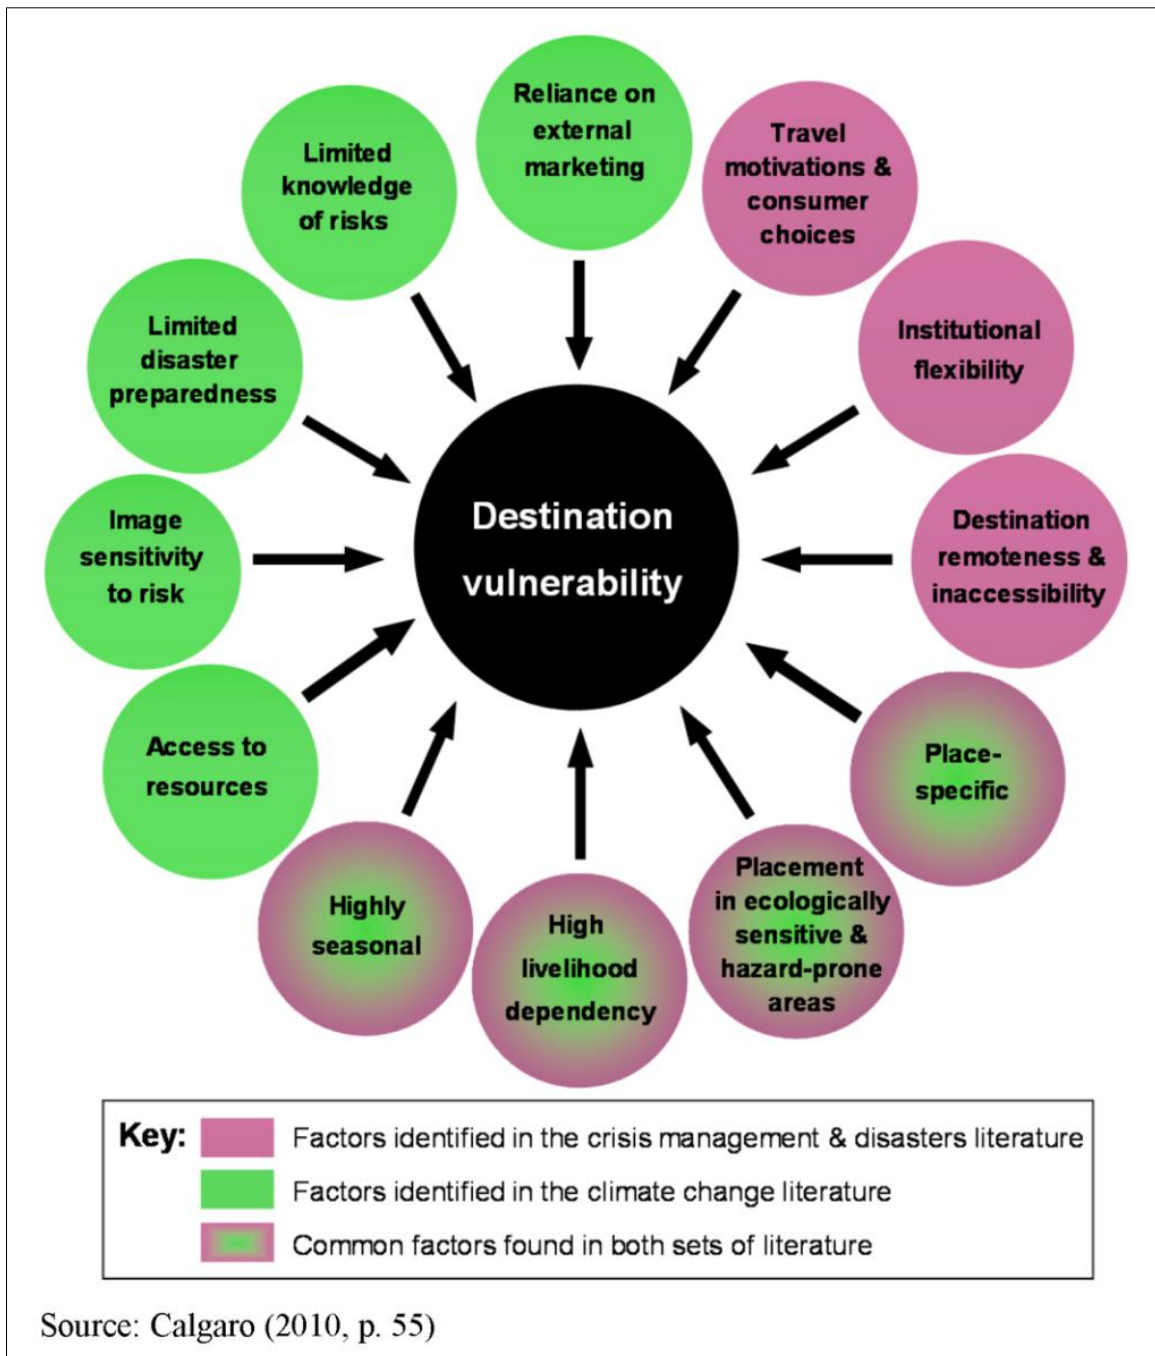 Reliance on
external
marketing
Travel
motivations &
consumer
choices
Institutional
flexibility
Destination
remoteness &
inaccessibility
Place-
specific
Placement
in ecologically
sensitive &
hazard-prone
areas
High
livelihood
dependency
Highly
seasonal
Access to
resources
Image
sensitivity
to risk
Limited
disaster
preparedness
Limited
knowledge
of risks
Destination
vulnerability
Key:
Factors identified in the crisis management & disasters literature
Factors identified in the climate change literature
Common factors found in both sets of literature
Source: Calgaro (2010, p. 55)